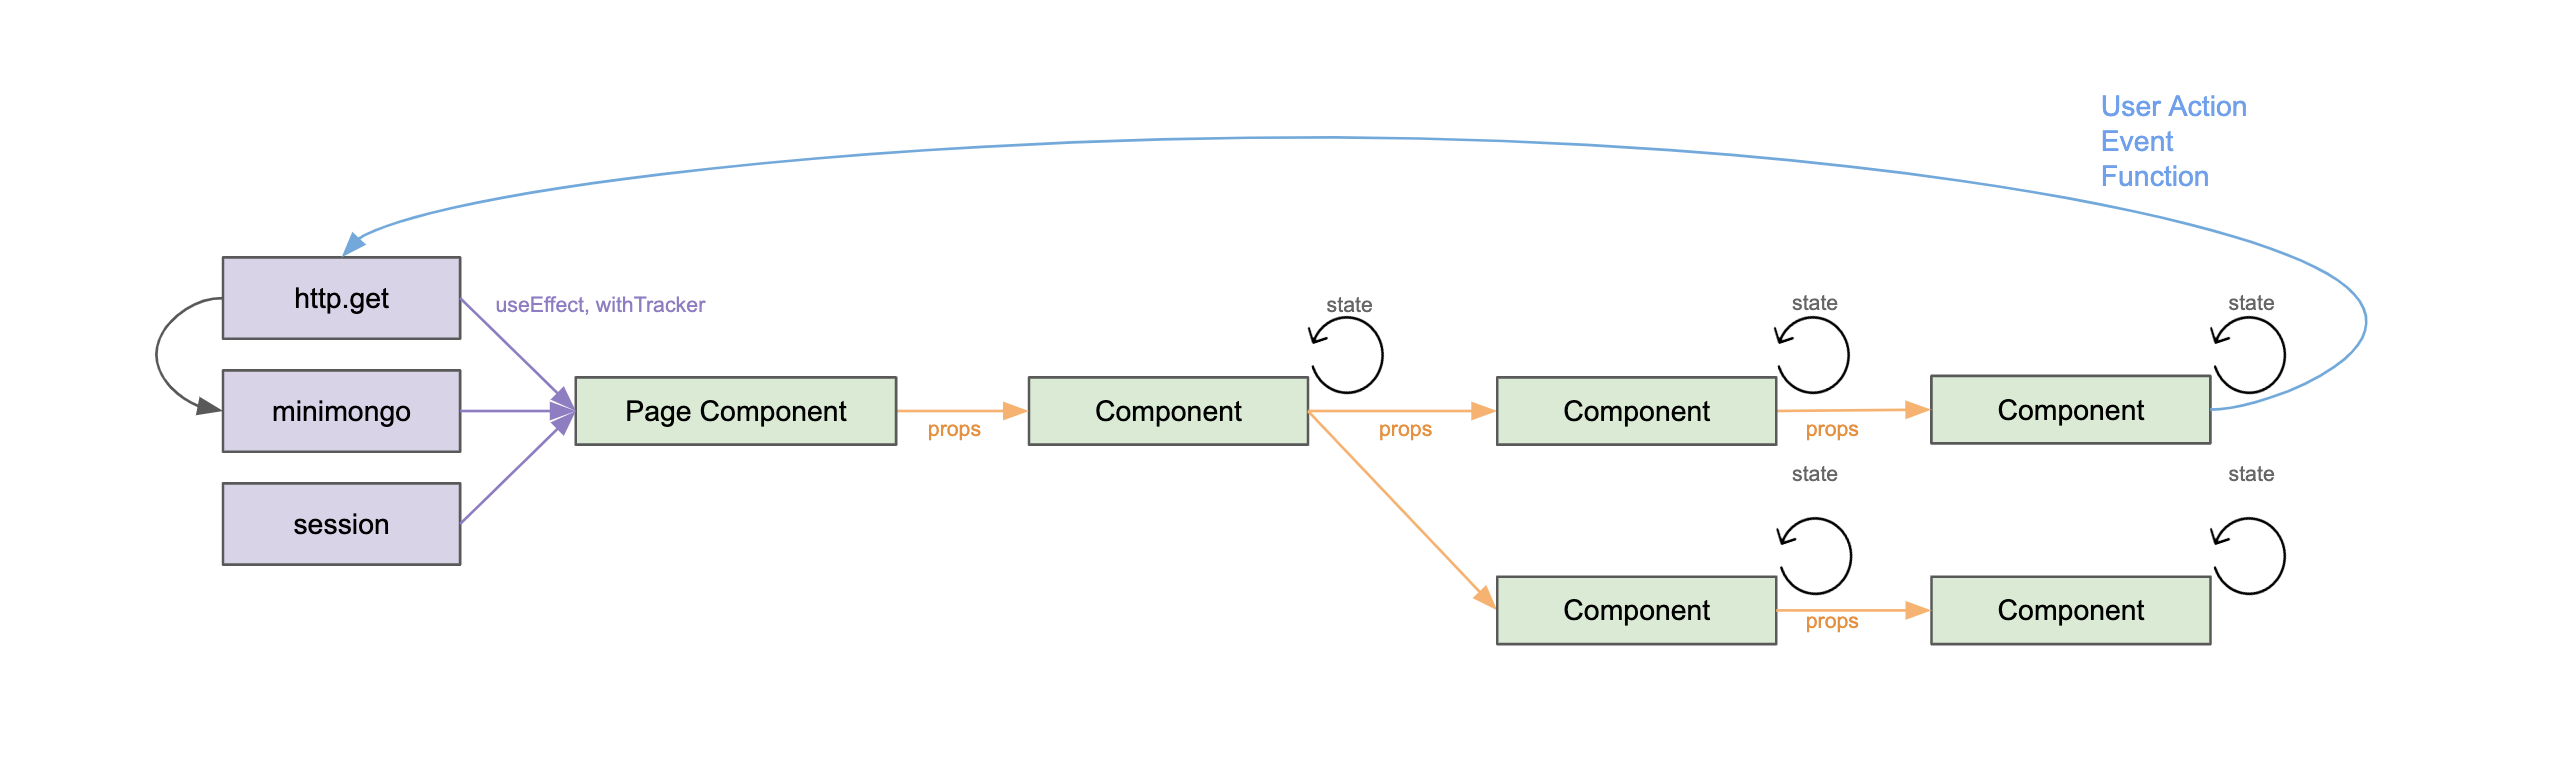 User Action
Event
Function
http.get
useEffect, withTracker
state
state
state
minimongo
Page Component
Component
Component
Component
props
props
props
state
state
session
Component
Component
props